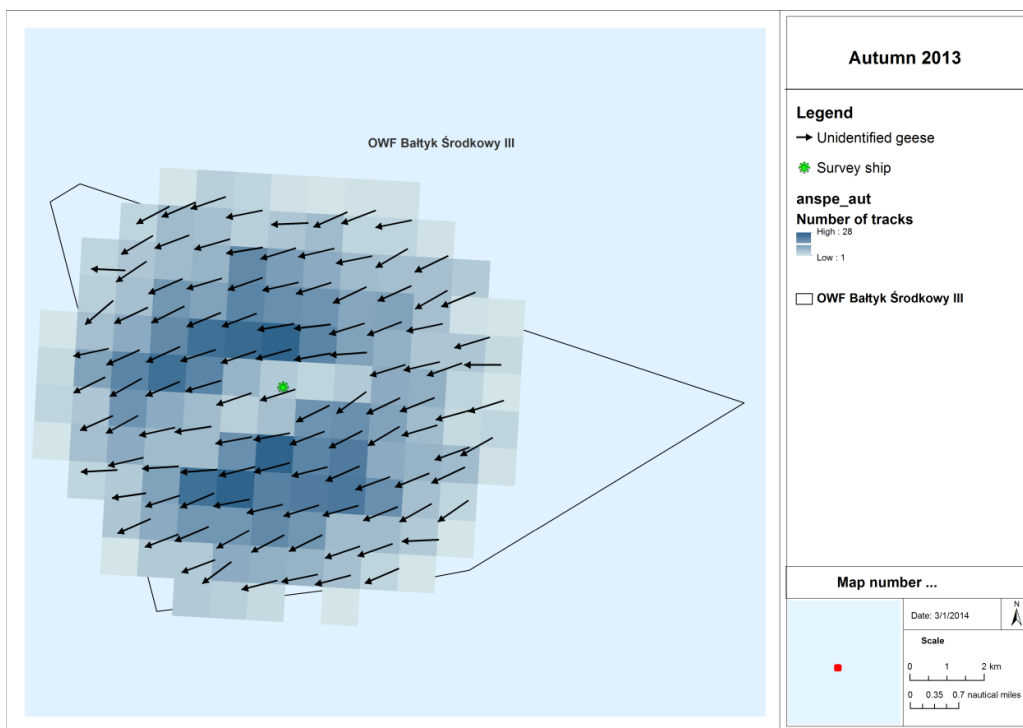 OWF Bałtyk Środkowy III
Autumn 2013
Legend
Unidentified geese
Survey ship
anspe_aut
Number of tracks
High : 28
Low : 1
OWF Bałtyk Środkowy III
Map number ...
Date: 3/1/2014
N
Scale
0 1 2 km
0 0.35 0.7 nautical miles